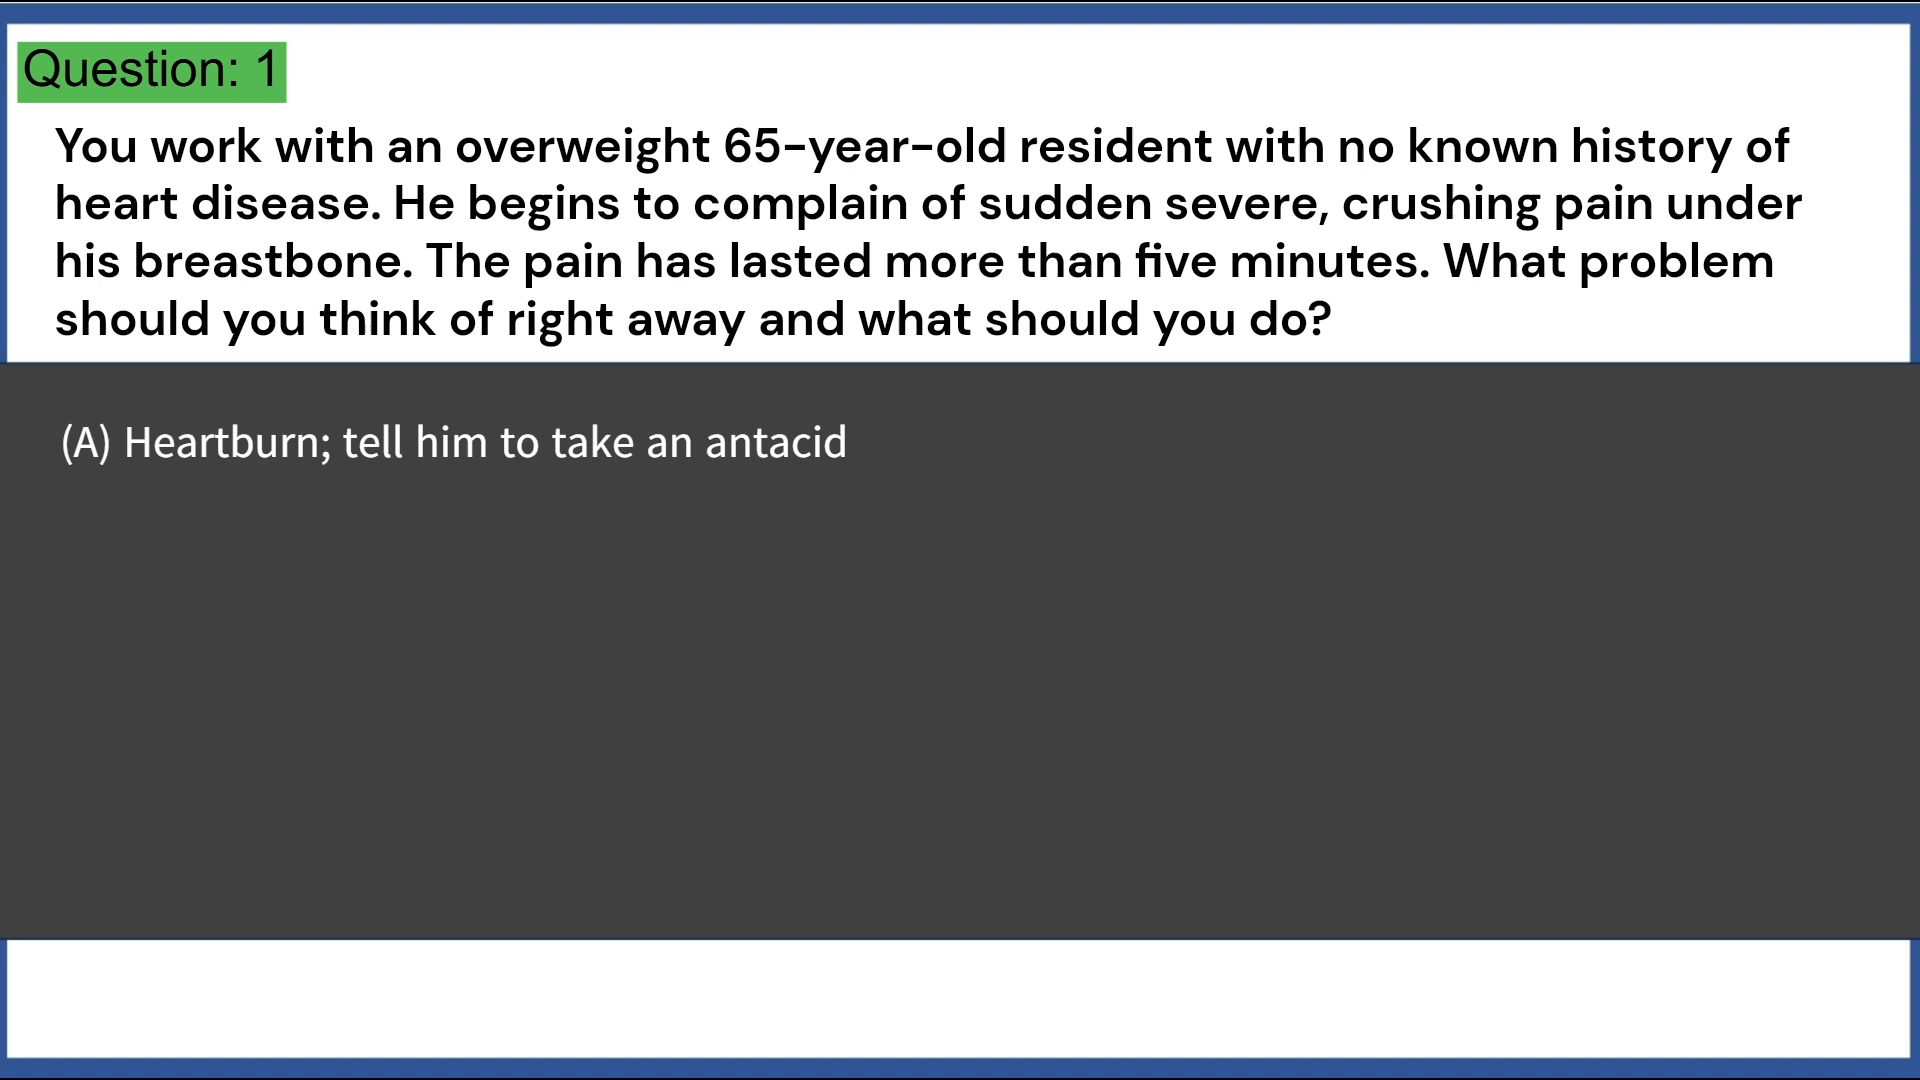 Question: 1
You work with an overweight 65-year-old resident with no known history of
heart disease. He begins to complain of sudden severe, crushing pain under
his breastbone. The pain has lasted more than five minutes. What problem
should you think of right away and what should you do?
(A) Heartburn; tell him to take an antacid